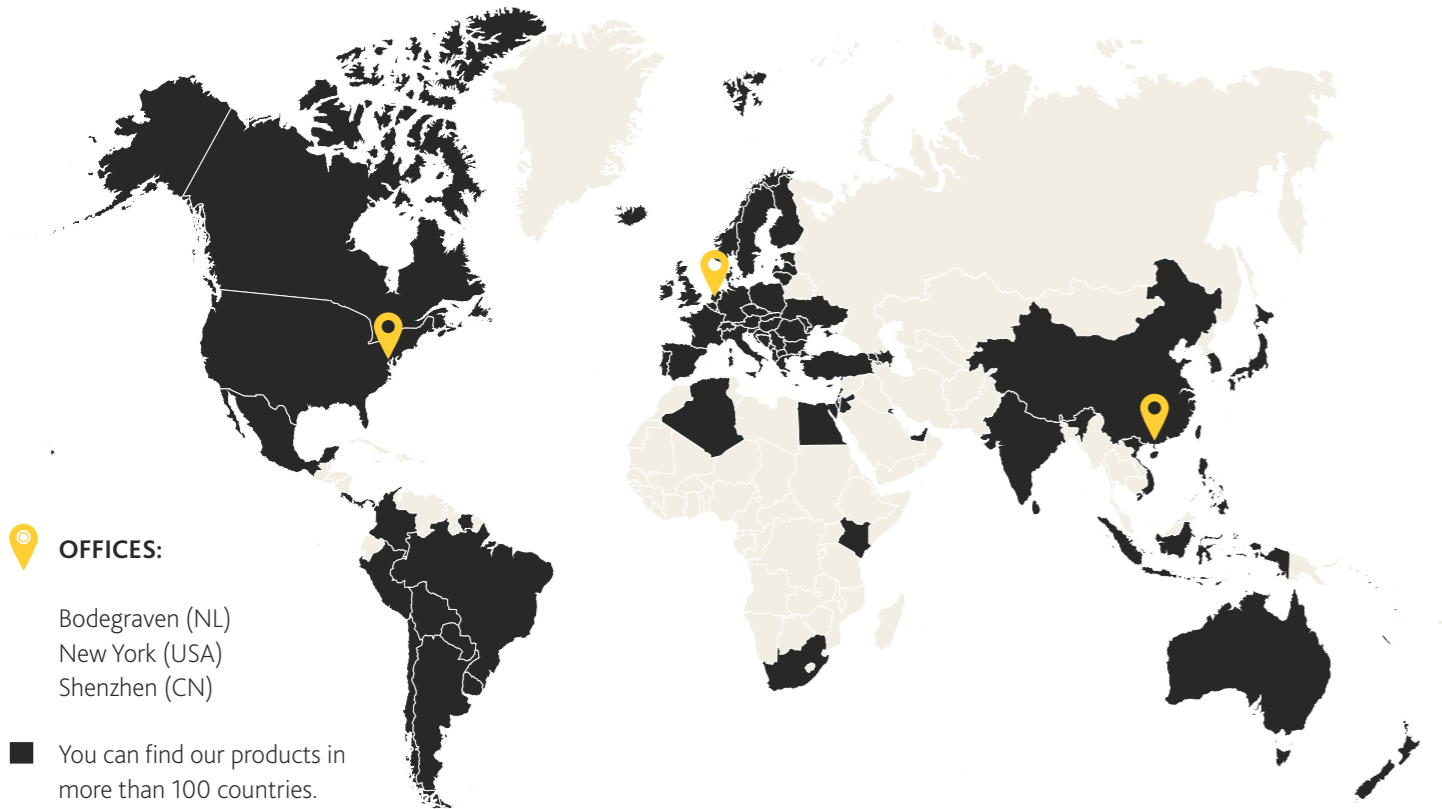 OFFICES:
Bodegraven (NL)
New York (USA)
Shenzhen (CN)
You can find our products in
more than 100 countries.